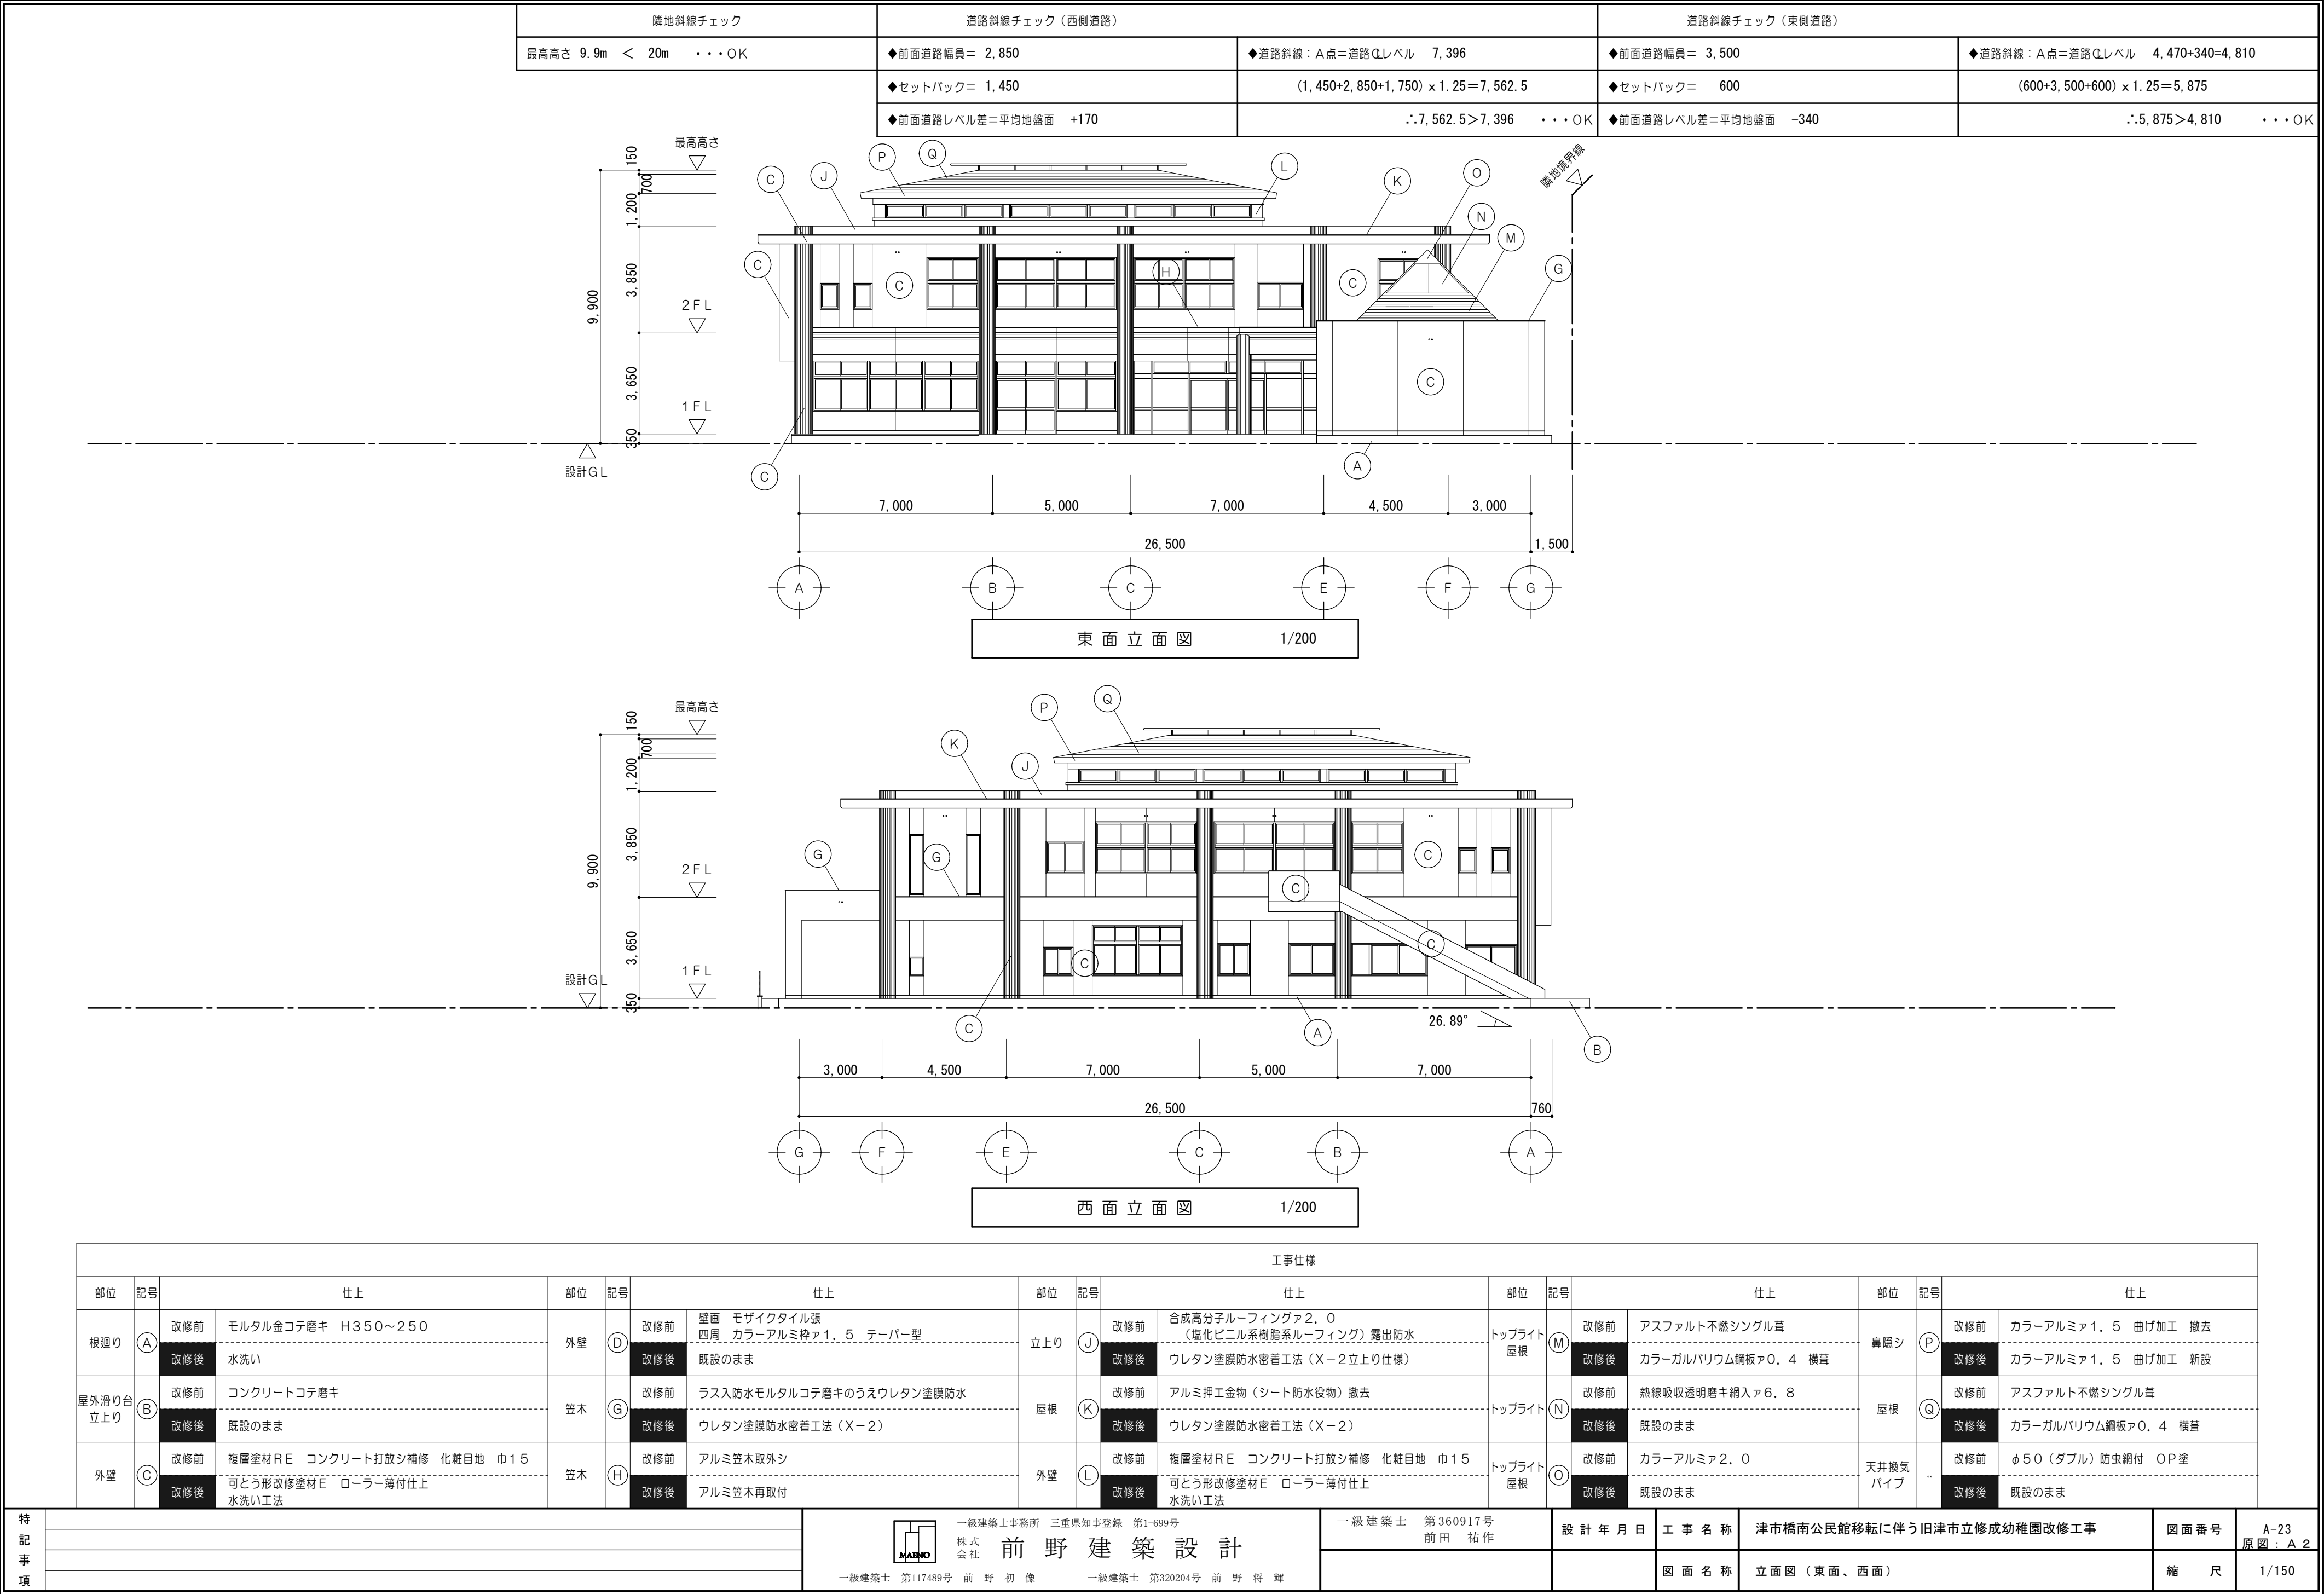 隣地斜線チェック
最高高さ 9.9m ＜ 20m ・・・OK
道路斜線チェック（西側道路）
◆前面道路幅員＝ 2,850
◆道路斜線：A点＝道路℄レベル 7,396
◆セットバック＝ 1,450
(1,450+2,850+1,750)×1.25＝7,562.5
◆前面道路レベル差＝平均地盤面 +170
∴7,562.5＞7,396 ・・・OK
道路斜線チェック（東側道路）
◆前面道路幅員＝ 3,500
◆道路斜線：A点＝道路℄レベル 4,470+340=4,810
◆セットバック＝ 600
(600+3,500+600)×1.25＝5,875
◆前面道路レベル差＝平均地盤面 -340
∴5,875＞4,810 ・・・OK
最高高さ
2FL
1FL
設計GL
9,900
150
700
1,200
3,850
3,650
350
隣地境界線
P
Q
C
J
L
K
O
N
M
G
C
C
H
C
C
C
A
7,000 5,000 7,000 4,500 3,000
26,500 1,500
A B C E F G
東面立面図 1/200
最高高さ
2FL
1FL
設計GL
9,900
150
700
1,200
3,850
3,650
350
Q
P
K
J
G
G
C
C
C
C
C
A
B
26.89°
3,000 4,500 7,000 5,000 7,000
26,500 760
G F E C B A
西面立面図 1/200
工事仕様
部位 記号 仕上 部位 記号 仕上 部位 記号 仕上 部位 記号 仕上 部位 記号 仕上
根廻り A 改修前 モルタル金コテ磨キ H350～250
改修後 水洗い
外壁 D 改修前 壁画 モザイクタイル張
四周 カラーアルミ枠ァ1.5 テーパー型
改修後 既設のまま
立上り J 改修前 合成高分子ルーフィングァ2.0
（塩化ビニル系樹脂系ルーフィング）露出防水
改修後 ウレタン塗膜防水密着工法（X－2立上り仕様）
トップライト
屋根 M 改修前 アスファルト不燃シングル葺
改修後 カラーガルバリウム鋼板ァ0.4 横葺
鼻隠シ P 改修前 カラーアルミァ1.5 曲げ加工 撤去
改修後 カラーアルミァ1.5 曲げ加工 新設
屋外滑り台
立上り B 改修前 コンクリートコテ磨キ
改修後 既設のまま
笠木 G 改修前 ラス入防水モルタルコテ磨キのうえウレタン塗膜防水
改修後 ウレタン塗膜防水密着工法（X－2）
屋根 K 改修前 アルミ押エ金物（シート防水役物）撤去
改修後 ウレタン塗膜防水密着工法（X－2）
トップライト N 改修前 熱線吸収透明磨キ網入ァ6.8
改修後 既設のまま
屋根 Q 改修前 アスファルト不燃シングル葺
改修後 カラーガルバリウム鋼板ァ0.4 横葺
外壁 C 改修前 複層塗材RE コンクリート打放シ補修 化粧目地 巾15
改修後 可とう形改修塗材E ローラー薄付仕上
水洗い工法
笠木 H 改修前 アルミ笠木取外シ
改修後 アルミ笠木再取付
外壁 L 改修前 複層塗材RE コンクリート打放シ補修 化粧目地 巾15
改修後 可とう形改修塗材E ローラー薄付仕上
水洗い工法
トップライト
屋根 O 改修前 カラーアルミァ2.0
改修後 既設のまま
天井換気
パイプ ‥ 改修前 φ50（ダブル）防虫網付 OP塗
改修後 既設のまま
特記事項
MAENO
一級建築士事務所 三重県知事登録 第1-699号
株式会社 前野建築設計
一級建築士 第117489号 前野初像 一級建築士 第320204号 前野将輝
一級建築士 第360917号
前田 祐作
設計年月日
工事名称 津市橋南公民館移転に伴う旧津市立修成幼稚園改修工事
図面名称 立面図（東面、西面）
図面番号 A-23
原図：A2
縮尺 1/150